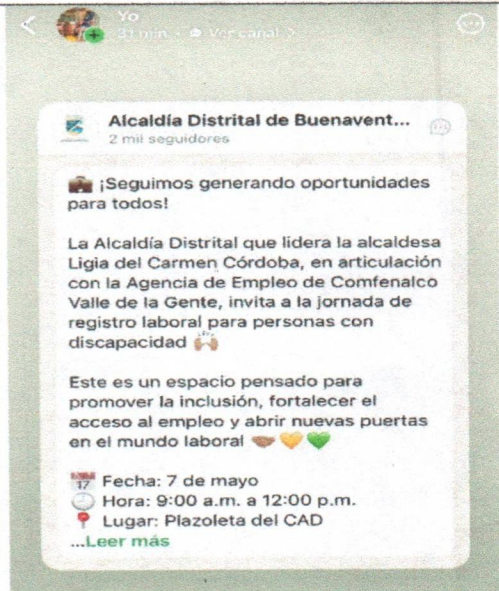 Yo
31 min • Ver canal >
Alcaldía Distrital de Buenavent...
2 mil seguidores
¡Seguimos generando oportunidades
para todos!
La Alcaldía Distrital que lidera la alcaldesa
Ligia del Carmen Córdoba, en articulación
con la Agencia de Empleo de Comfenalco
Valle de la Gente, invita a la jornada de
registro laboral para personas con
discapacidad 🙌🏼
Este es un espacio pensado para
promover la inclusión, fortalecer el
acceso al empleo y abrir nuevas puertas
en el mundo laboral 🤝🏽💛💚
📅 Fecha: 7 de mayo
🕘 Hora: 9:00 a.m. a 12:00 p.m.
📍 Lugar: Plazoleta del CAD
...Leer más